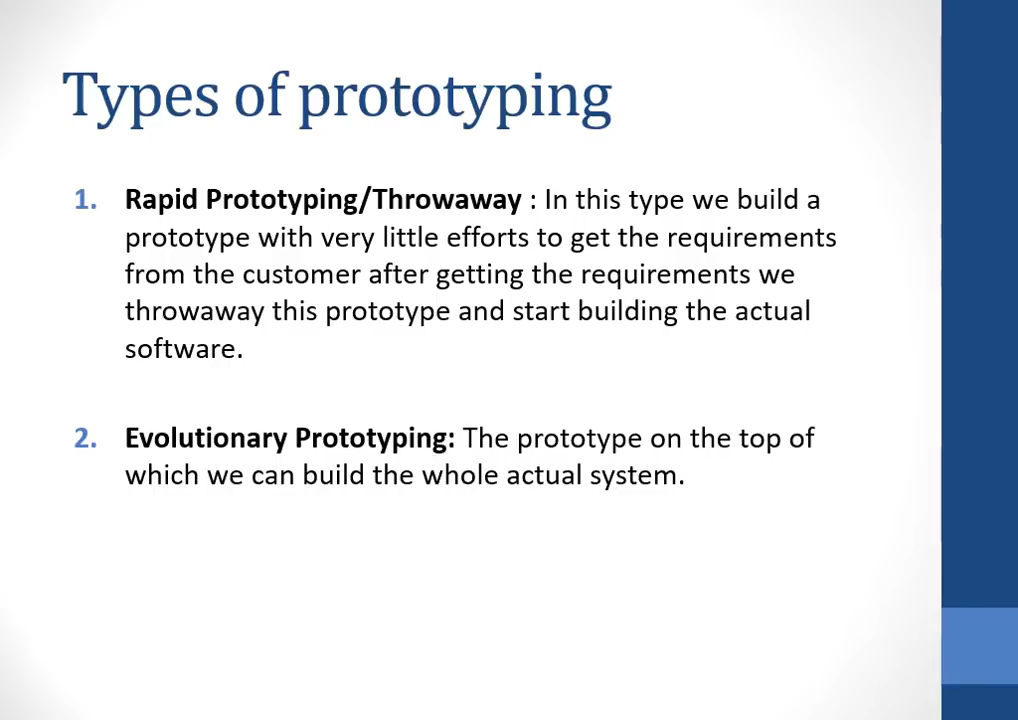 Types of prototyping
1. Rapid Prototyping/Throwaway : In this type we build a
prototype with very little efforts to get the requirements
from the customer after getting the requirements we
throwaway this prototype and start building the actual
software.
2. Evolutionary Prototyping: The prototype on the top of
which we can build the whole actual system.